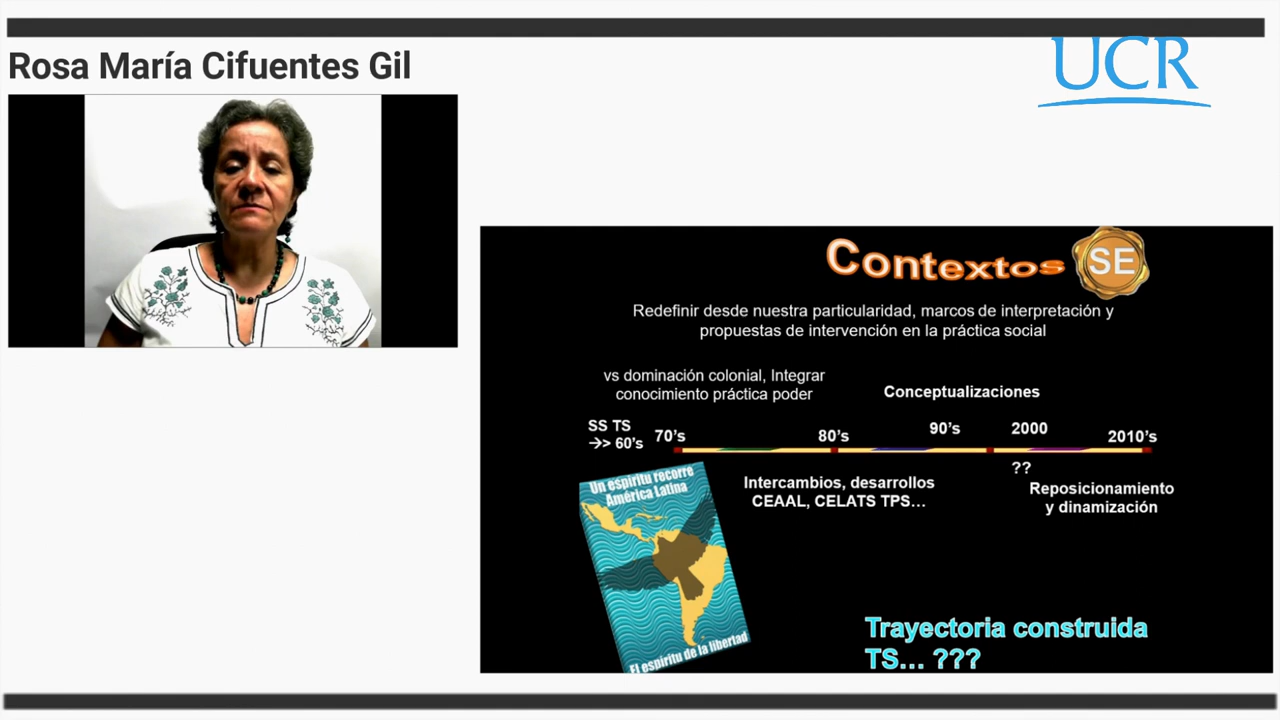 Rosa María Cifuentes Gil
UCR
Contextos SE
Redefinir desde nuestra particularidad, marcos de interpretación y
propuestas de intervención en la práctica social
vs dominación colonial, Integrar
conocimiento práctica poder
Conceptualizaciones
SS TS
→> 60's
70's
80's
90's
2000
2010's
??
Intercambios, desarrollos
CEAAL, CELATS TPS…
Reposicionamiento
y dinamización
Un espíritu recorre
América Latina
El espíritu de la libertad
Trayectoria construida
TS… ???